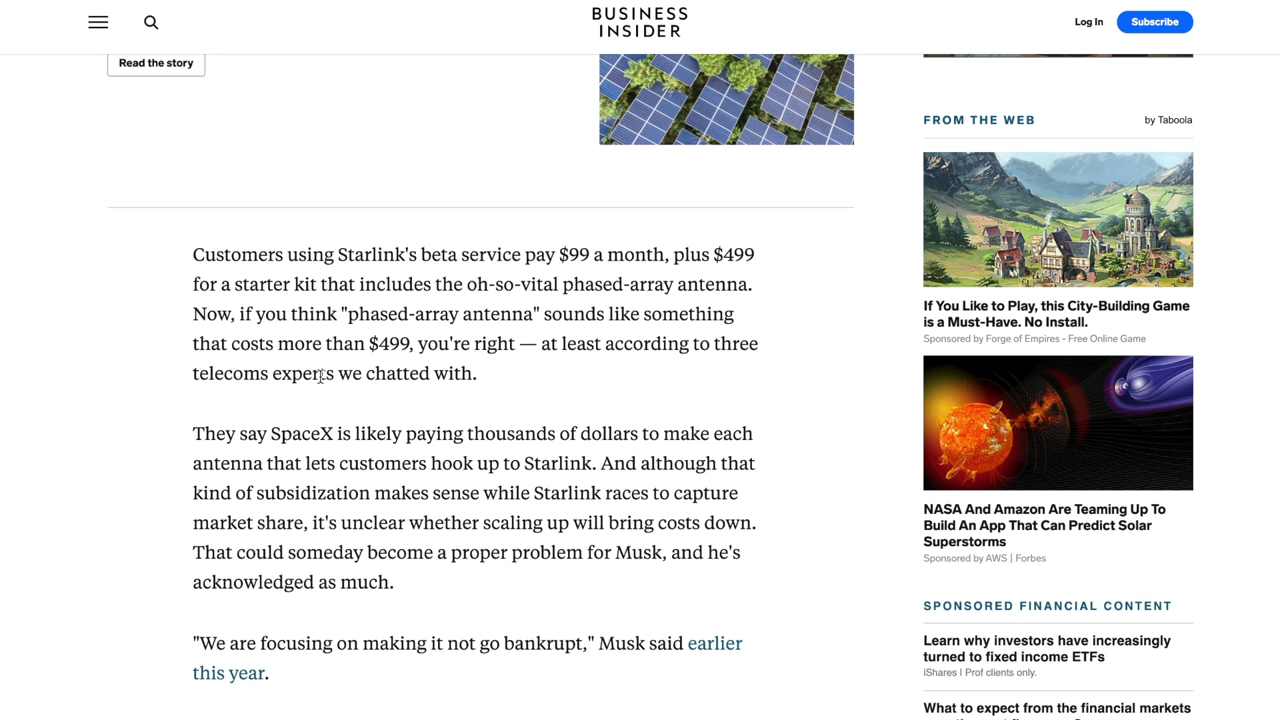 BUSINESS
INSIDER
Log In
Subscribe
Read the story
Customers using Starlink's beta service pay $99 a month, plus $499
for a starter kit that includes the oh-so-vital phased-array antenna.
Now, if you think "phased-array antenna" sounds like something
that costs more than $499, you're right — at least according to three
telecoms experts we chatted with.
They say SpaceX is likely paying thousands of dollars to make each
antenna that lets customers hook up to Starlink. And although that
kind of subsidization makes sense while Starlink races to capture
market share, it's unclear whether scaling up will bring costs down.
That could someday become a proper problem for Musk, and he's
acknowledged as much.
"We are focusing on making it not go bankrupt," Musk said earlier
this year.
FROM THE WEB
by Taboola
If You Like to Play, this City-Building Game
is a Must-Have. No Install.
Sponsored by Forge of Empires - Free Online Game
NASA And Amazon Are Teaming Up To
Build An App That Can Predict Solar
Superstorms
Sponsored by AWS | Forbes
SPONSORED FINANCIAL CONTENT
Learn why investors have increasingly
turned to fixed income ETFs
iShares | Prof clients only.
What to expect from the financial markets